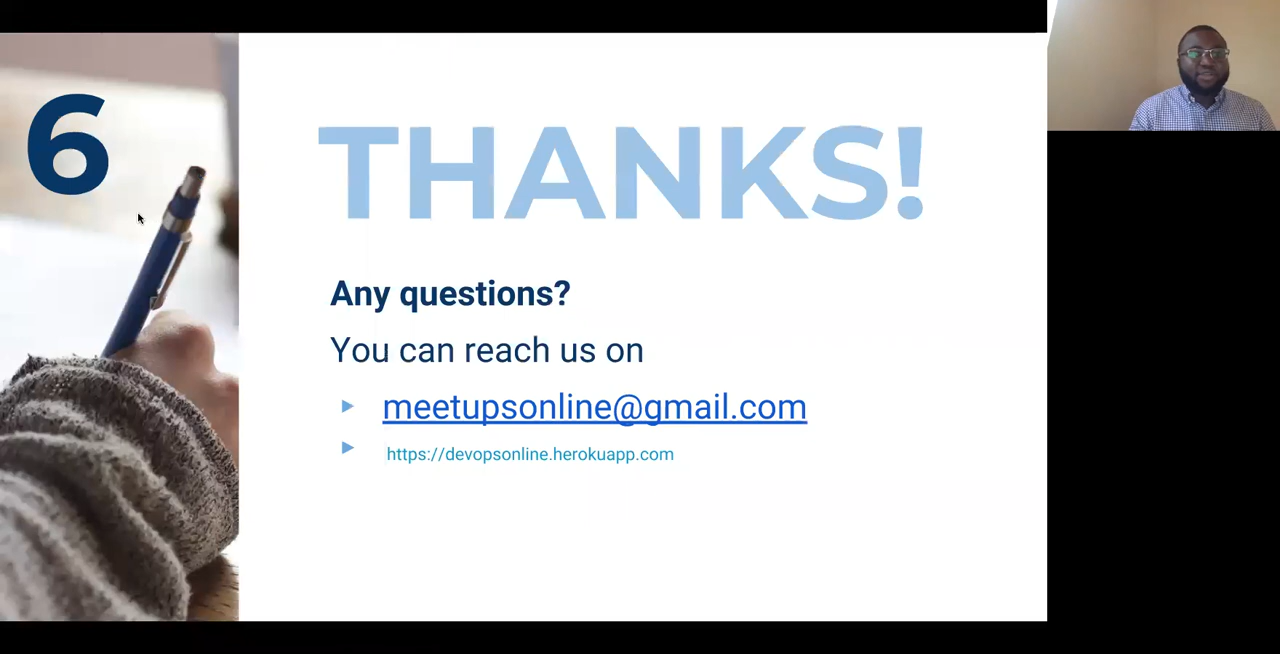 6
THANKS!
Any questions?
You can reach us on
meetupsonline@gmail.com
https://devopsonline.herokuapp.com